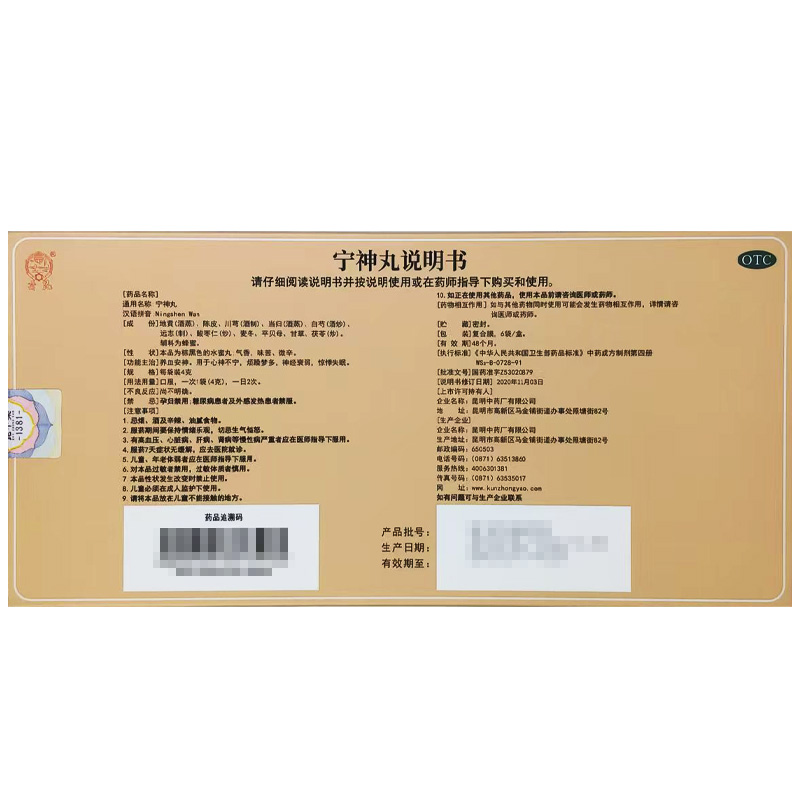 宁神丸说明书
OTC
请仔细阅读说明书并按说明使用或在药师指导下购买和使用。
[药品名称]
通用名称 宁神丸
汉语拼音 Ningshen Wan
[成 份]地黄(酒蒸)、陈皮、川芎(酒制)、当归(酒蒸)、白芍(酒炒)、
远志(制)、酸枣仁(炒)、麦冬、平贝母、甘草、茯苓(炒)。
辅料为蜂蜜。
[性 状]本品为棕黑色的水蜜丸;气香,味苦、微辛。
[功能主治]养血安神。用于心神不宁,烦躁梦多,神经衰弱,惊悸失眠。
[规 格]每袋装4克
[用法用量]口服,一次1袋(4克),一日2次。
[不良反应]尚不明确。
[禁 忌]孕妇禁用;糖尿病患者及外感发热患者禁服。
[注意事项]
1. 忌烟、酒及辛辣、油腻食物。
2. 服药期间要保持情绪乐观,切忌生气恼怒。
3. 有高血压、心脏病、肝病、肾病等慢性病严重者应在医师指导下服用。
4. 服药7天症状无缓解,应去医院就诊。
5. 儿童、年老体弱者应在医师指导下服用。
6. 对本品过敏者禁用,过敏体质者慎用。
7. 本品性状发生改变时禁止使用。
8. 儿童必须在成人监护下使用。
9. 请将本品放在儿童不能接触的地方。
10. 如正在使用其他药品,使用本品前请咨询医师或药师。
[药物相互作用]如与其他药物同时使用可能会发生药物相互作用,详情请咨
询医师或药师。
[贮 藏]密封。
[包 装]复合膜,6袋/盒。
[有 效 期]48个月。
[执行标准]《中华人民共和国卫生部药品标准》中药成方制剂第四册
WS₃-B-0728-91
[批准文号]国药准字Z53020879
[说明书修订日期]2020年11月03日
[上市许可持有人]
企业名称:昆明中药厂有限公司
地 址:昆明市高新区马金铺街道办事处原塘街82号
[生产企业]
企业名称:昆明中药厂有限公司
生产地址:昆明市高新区马金铺街道办事处原塘街82号
邮政编码:650503
电话号码:(0871)63513860
服务热线:4006301381
传真号码:(0871)63535017
网 址:www.kunzhongyao.com
如有问题可与生产企业联系
药品追溯码
产品批号:
生产日期:
有效期至:
-1381-